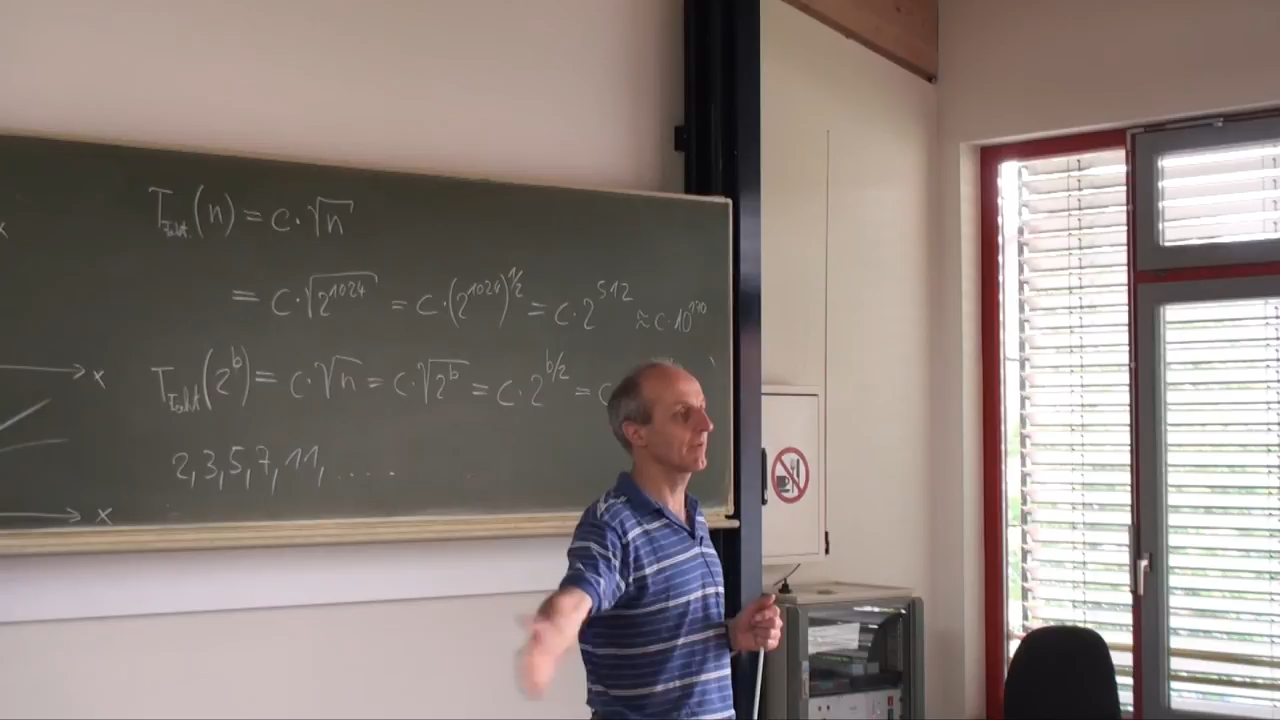 x
T_Fakt.(n) = c·√n
= c·√2^1024 = c·(2^1024)^1/2 = c·2^512 ≈ c·10^170
T_Fakt(2^b) = c·√n = c·√2^b = c·2^b/2 = c
x
2,3,5,7,11, .....
x